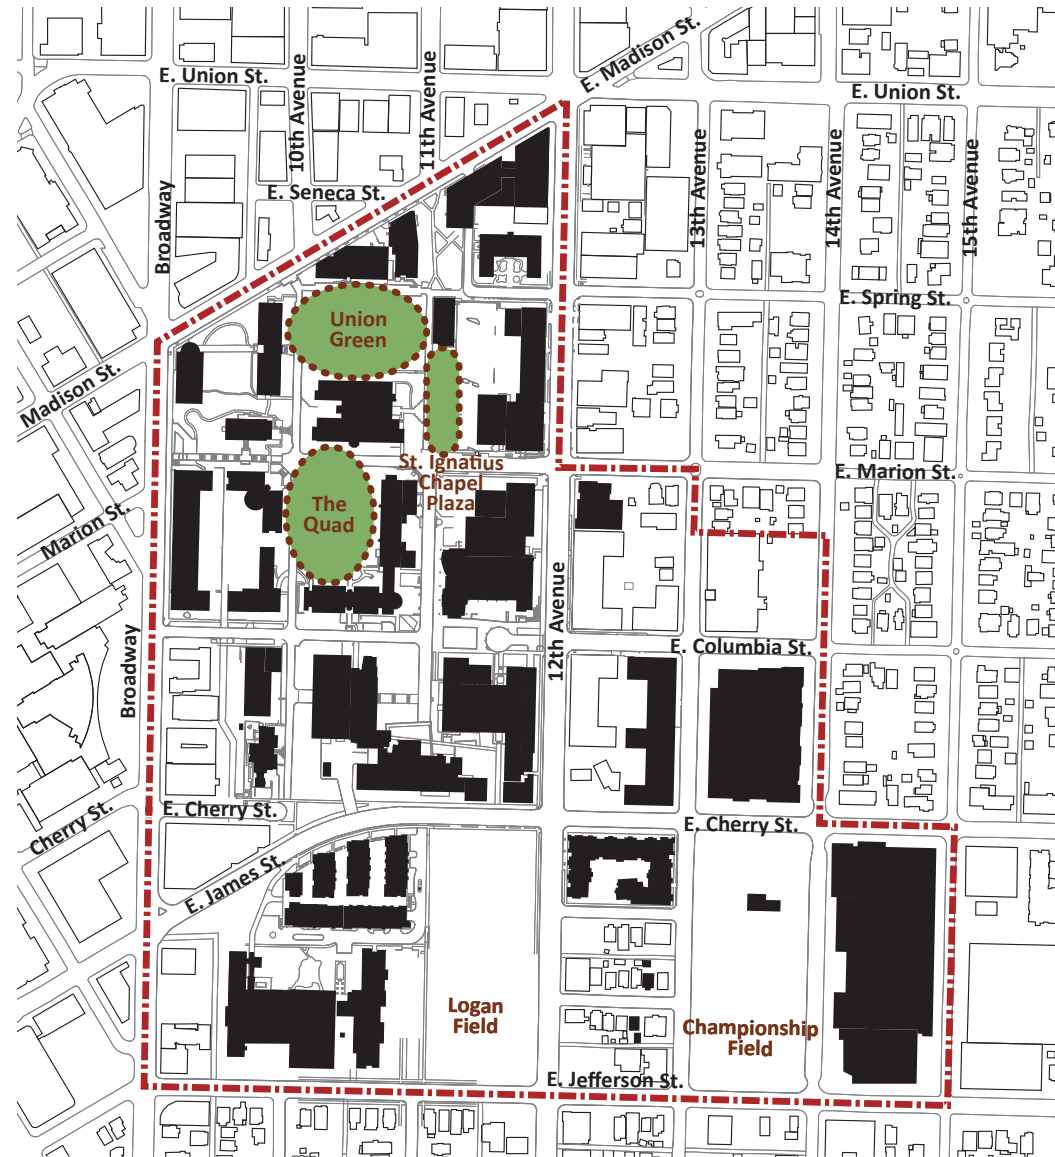 E. Madison St.
E. Union St.
E. Union St.
10th Avenue
11th Avenue
13th Avenue
14th Avenue
15th Avenue
E. Seneca St.
Broadway
E. Spring St.
Union
Green
Madison St.
St. Ignatius
Chapel
Plaza
E. Marion St.
The
Quad
Marion St.
12th Avenue
E. Columbia St.
Broadway
E. Cherry St.
Cherry St.
E. Cherry St.
E. James St.
Logan
Field
Championship
Field
E. Jefferson St.